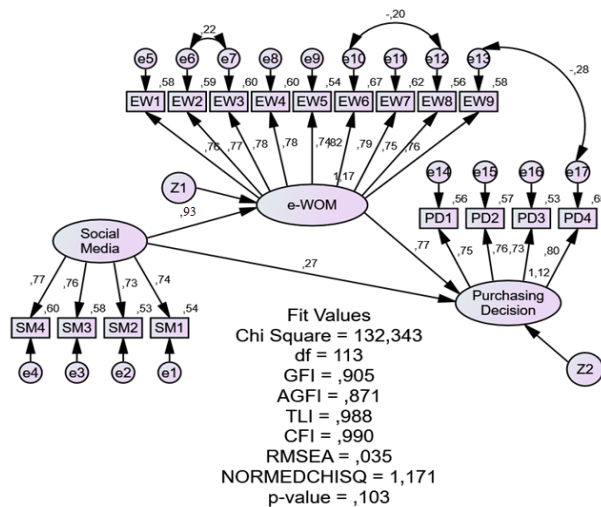 ,22
-,20
e5 e6 e7 e8 e9 e10 e11 e12 e13
,58 ,59 ,60 ,60 ,54 ,67 ,62 ,56 ,58
-,28
EW1 EW2 EW3 EW4 EW5 EW6 EW7 EW8 EW9
,76 ,77 ,78 ,78 ,74 ,82 ,79 ,75 ,76
e14 e15 e16 e17
Z1
1,17
,56 ,57 ,53
e-WOM
PD1 PD2 PD3 PD4
,93
Social
Media
,77
,75 ,76 ,73 ,80
,27
1,12
,77 ,76 ,73 ,74
Purchasing
Decision
,60 ,58 ,53 ,54
SM4 SM3 SM2 SM1
e4 e3 e2 e1
Z2
Fit Values
Chi Square = 132,343
df = 113
GFI = ,905
AGFI = ,871
TLI = ,988
CFI = ,990
RMSEA = ,035
NORMEDCHISQ = 1,171
p-value = ,103